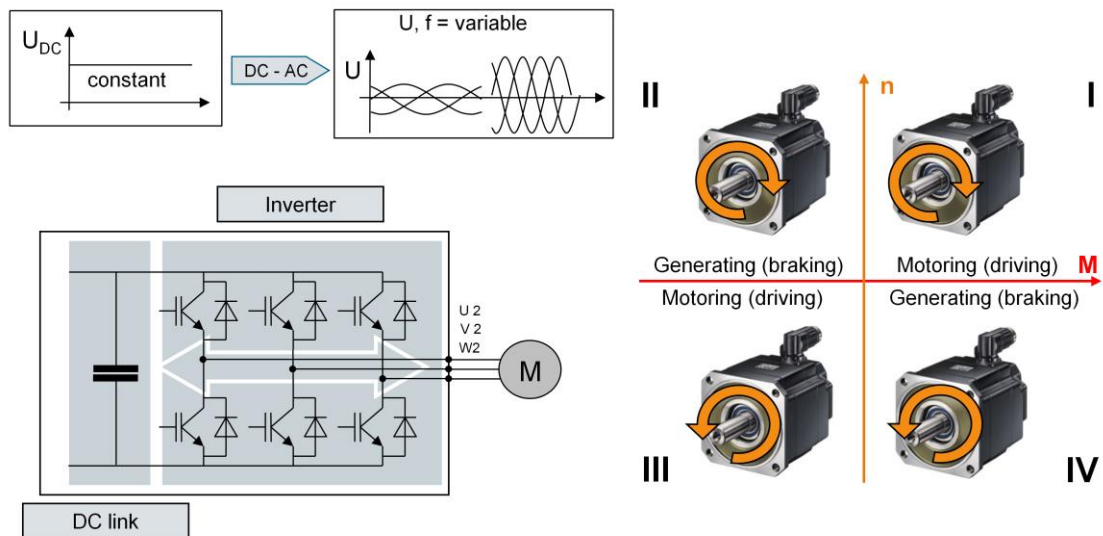 U_DC
constant
DC - AC
U, f = variable
U
Inverter
U 2
V 2
W2
M
DC link
II
n
I
Generating (braking)
Motoring (driving)
M
Motoring (driving)
Generating (braking)
III
IV